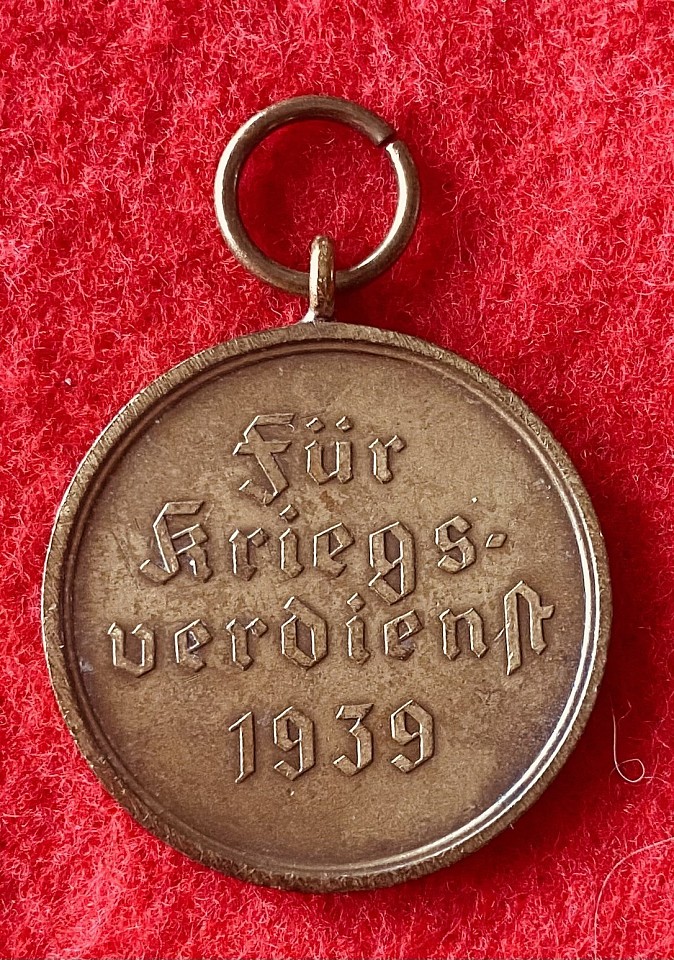 Für
Kriegs-
verdienst
1939